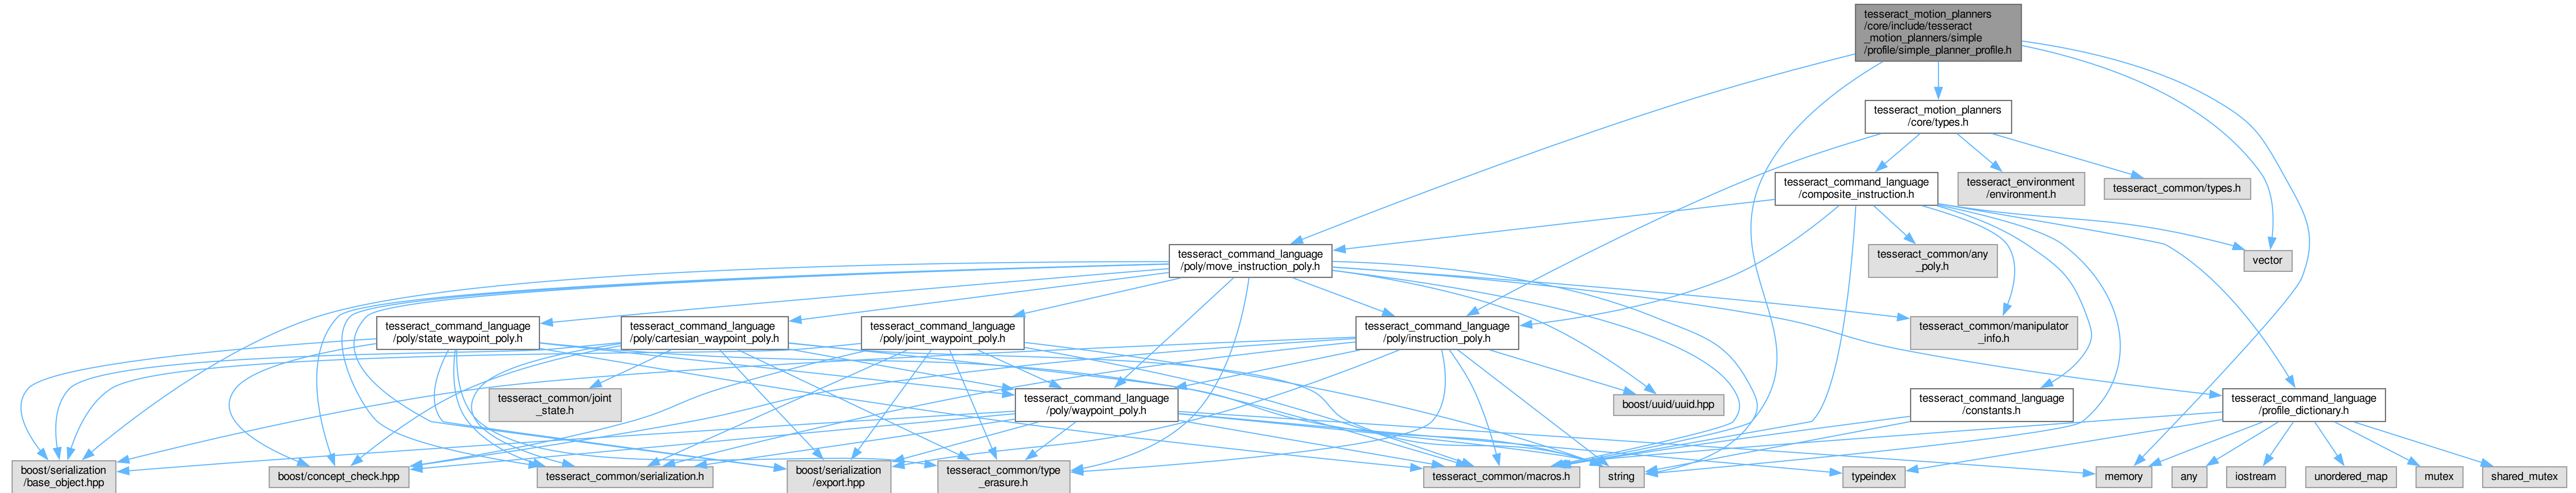 tesseract_motion_planners
/core/include/tesseract
_motion_planners/simple
/profile/simple_planner_profile.h
tesseract_motion_planners
/core/types.h
tesseract_command_language
/composite_instruction.h
tesseract_environment
/environment.h
tesseract_common/types.h
tesseract_command_language
/poly/move_instruction_poly.h
tesseract_common/any
_poly.h
vector
tesseract_command_language
/poly/state_waypoint_poly.h
tesseract_command_language
/poly/cartesian_waypoint_poly.h
tesseract_command_language
/poly/joint_waypoint_poly.h
tesseract_command_language
/poly/instruction_poly.h
tesseract_common/manipulator
_info.h
tesseract_common/joint
_state.h
tesseract_command_language
/poly/waypoint_poly.h
boost/uuid/uuid.hpp
tesseract_command_language
/constants.h
tesseract_command_language
/profile_dictionary.h
boost/serialization
/base_object.hpp
boost/concept_check.hpp
tesseract_common/serialization.h
boost/serialization
/export.hpp
tesseract_common/type
_erasure.h
tesseract_common/macros.h
string
typeindex
memory
any
iostream
unordered_map
mutex
shared_mutex